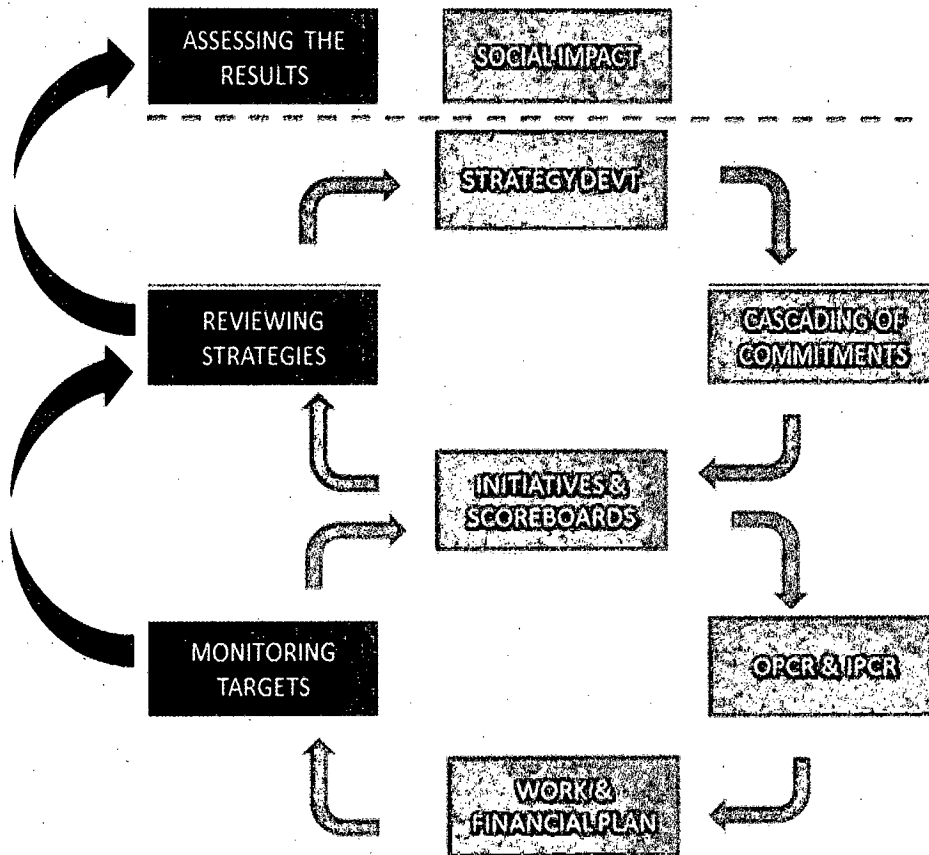 ASSESSING THE
RESULTS
SOCIAL IMPACT
STRATEGY DEVT
REVIEWING
STRATEGIES
CASCADING OF
COMMITMENTS
INITIATIVES &
SCOREBOARDS
MONITORING
TARGETS
OPCR & IPCR
WORK &
FINANCIAL PLAN